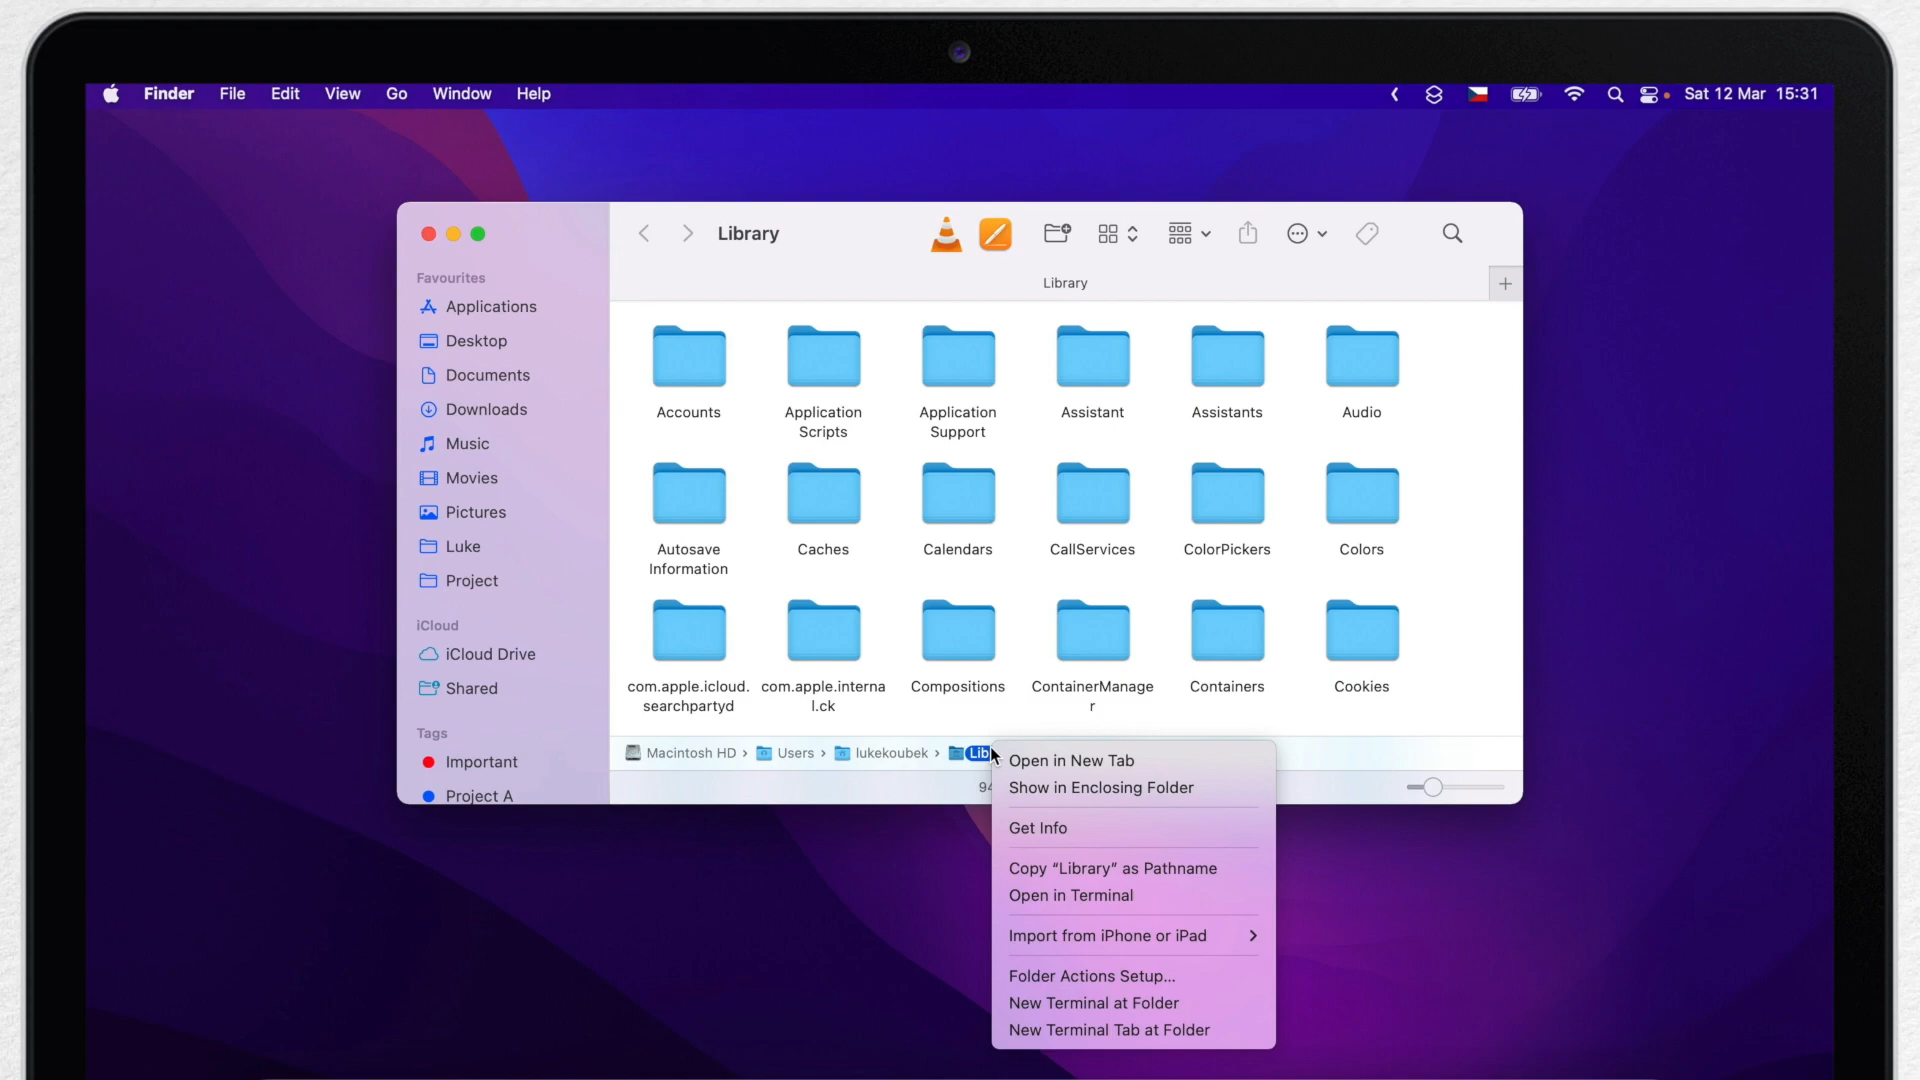 Finder File Edit View Go Window Help Sat 12 Mar 15:31
Library
Library
Favourites
Applications
Desktop
Documents
Downloads
Music
Movies
Pictures
Luke
Project
iCloud
iCloud Drive
Shared
Tags
Important
Project A
Accounts
Application
Scripts
Application
Support
Assistant
Assistants
Audio
Autosave
Information
Caches
Calendars
CallServices
ColorPickers
Colors
com.apple.icloud.
searchpartyd
com.apple.interna
l.ck
Compositions
ContainerManage
r
Containers
Cookies
Macintosh HD › Users › lukekoubek › Lib
94
Open in New Tab
Show in Enclosing Folder
Get Info
Copy “Library” as Pathname
Open in Terminal
Import from iPhone or iPad
Folder Actions Setup...
New Terminal at Folder
New Terminal Tab at Folder